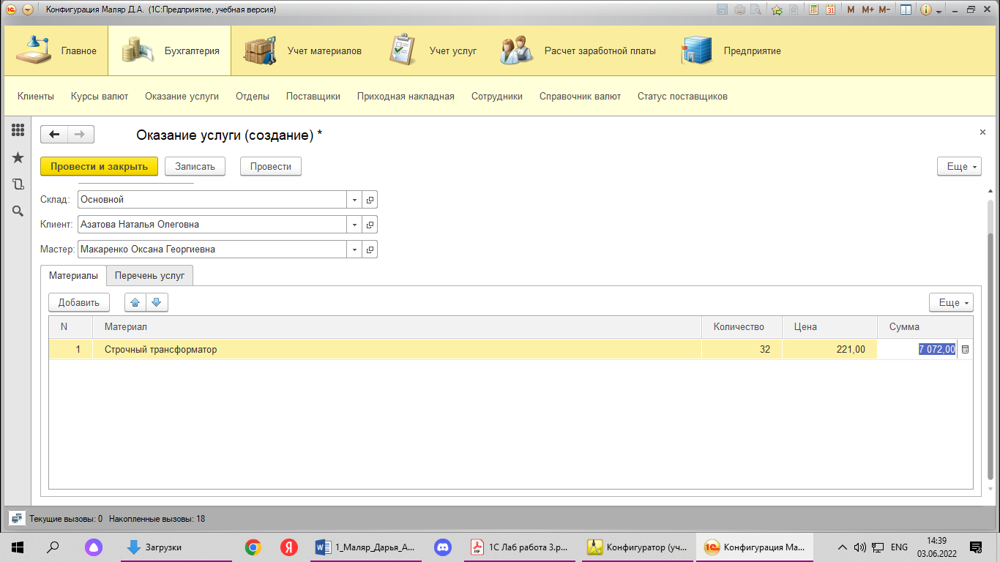 Конфигурация Маляр Д.А. (1С:Предприятие, учебная версия)
M M+ M-
Главное Бухгалтерия Учет материалов Учет услуг Расчет заработной платы Предприятие
Клиенты Курсы валют Оказание услуги Отделы Поставщики Приходная накладная Сотрудники Справочник валют Статус поставщиков
Оказание услуги (создание) *
Провести и закрыть Записать Провести Еще
Склад: Основной
Клиент: Азатова Наталья Олеговна
Мастер: Макаренко Оксана Георгиевна
Материалы Перечень услуг
Добавить Еще
N Материал Количество Цена Сумма
1 Строчный трансформатор 32 221,00 7 072,00
Текущие вызовы: 0 Накопленные вызовы: 18
Загрузки 1_Маляр_Дарья_А... 1С Лаб работа 3.p... Конфигуратор (уч... Конфигурация Ма... ENG 14:39
03.06.2022